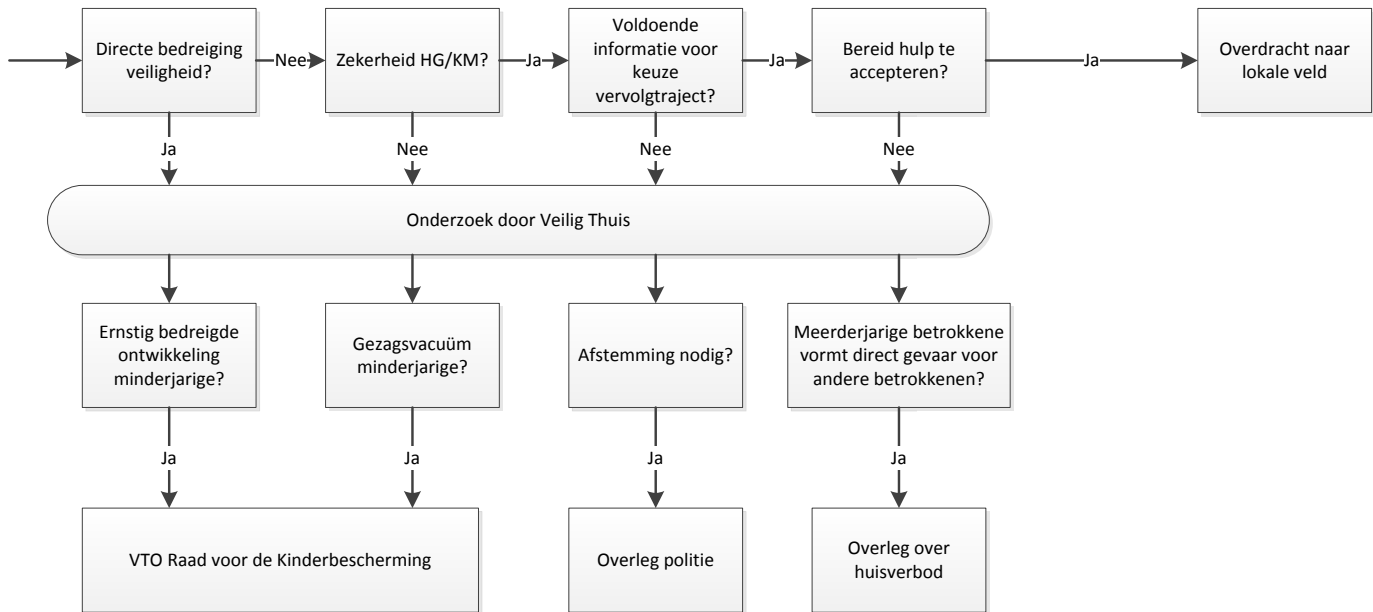 Directe bedreiging
veiligheid?
Nee
Zekerheid HG/KM?
Ja
Voldoende
informatie voor
keuze
vervolgtraject?
Ja
Bereid hulp te
accepteren?
Ja
Overdracht naar
lokale veld
Ja
Nee
Nee
Nee
Onderzoek door Veilig Thuis
Ernstig bedreigde
ontwikkeling
minderjarige?
Gezagsvacuüm
minderjarige?
Afstemming nodig?
Meerderjarige betrokkene
vormt direct gevaar voor
andere betrokkenen?
Ja
Ja
Ja
Ja
VTO Raad voor de Kinderbescherming
Overleg politie
Overleg over
huisverbod